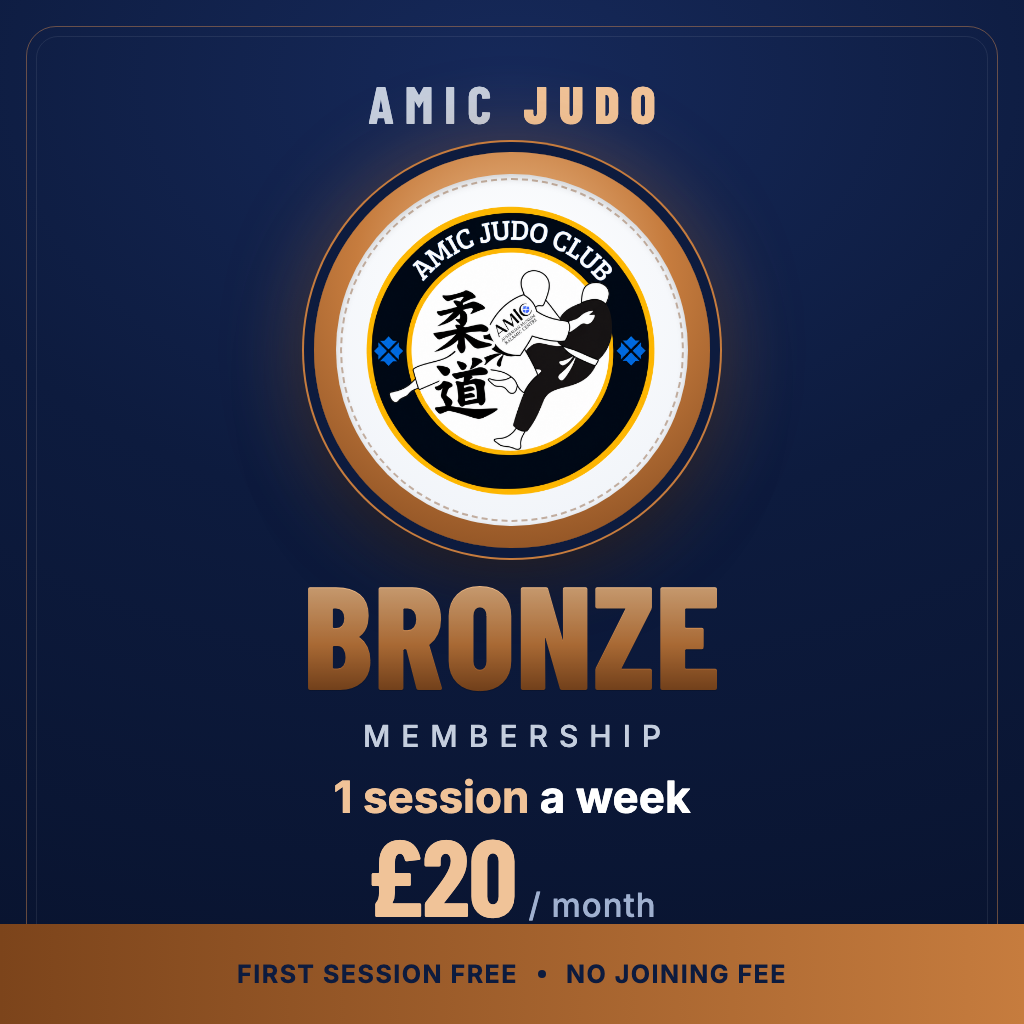 AMIC JUDO
AMIC JUDO CLUB
柔道
AMIC
BRONZE
MEMBERSHIP
1 session a week
£20 / month
FIRST SESSION FREE • NO JOINING FEE